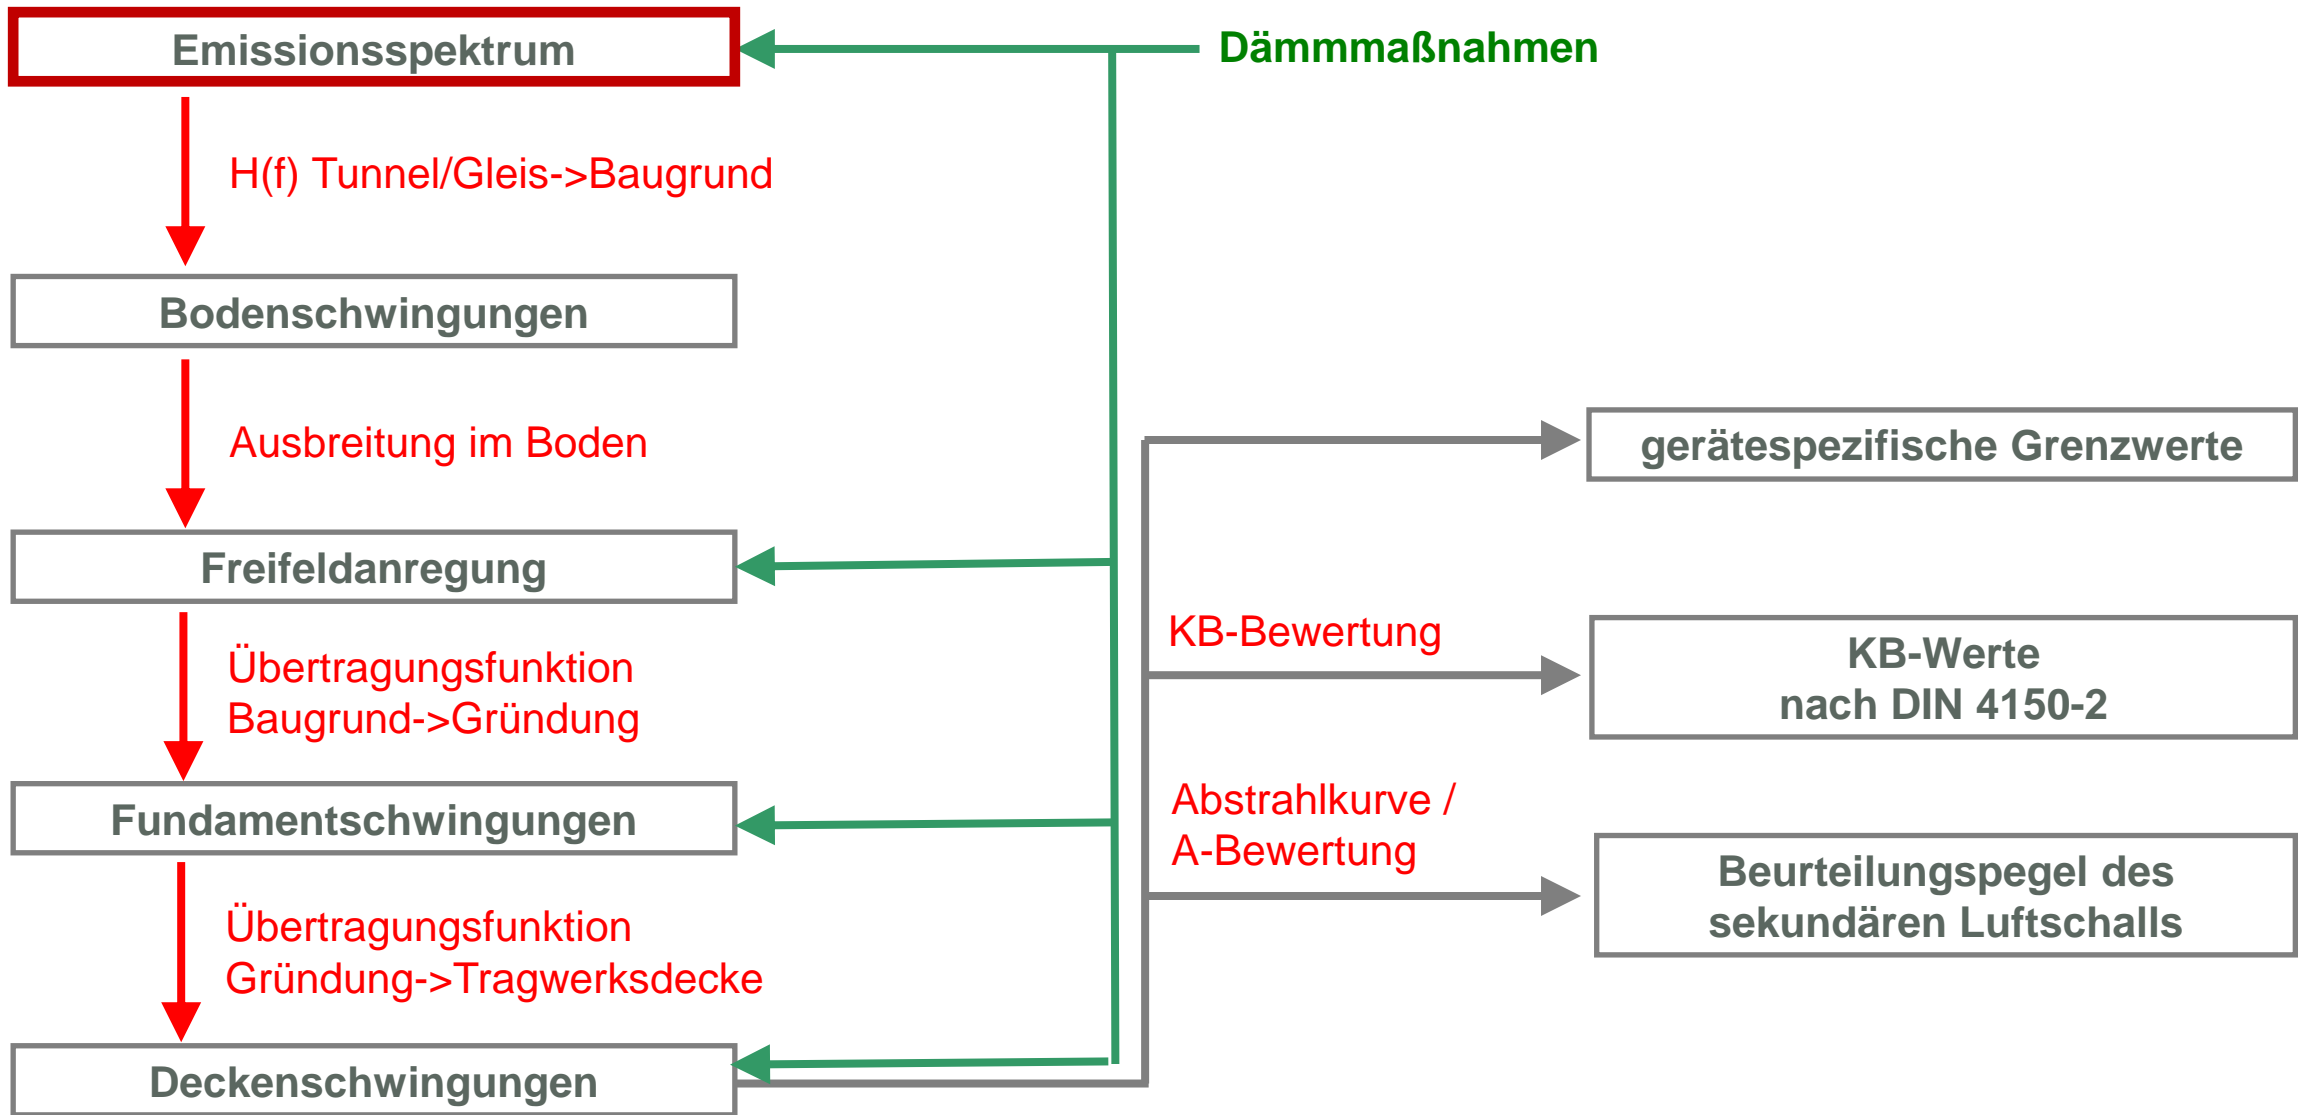 Emissionsspektrum
Dämmmaßnahmen
H(f) Tunnel/Gleis->Baugrund
Bodenschwingungen
Ausbreitung im Boden
gerätespezifische Grenzwerte
Freifeldanregung
Übertragungsfunktion
Baugrund->Gründung
KB-Bewertung
KB-Werte
nach DIN 4150-2
Fundamentschwingungen
Abstrahlkurve /
A-Bewertung
Beurteilungspegel des
sekundären Luftschalls
Übertragungsfunktion
Gründung->Tragwerksdecke
Deckenschwingungen